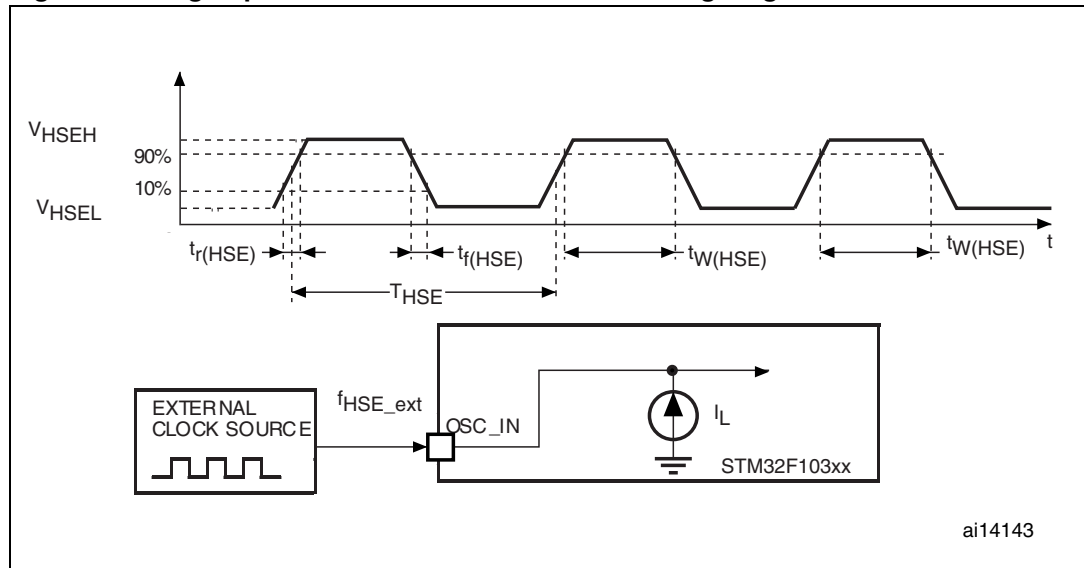 VHSEH
90%
10%
VHSEL
tr(HSE)
tf(HSE)
tW(HSE)
tW(HSE)
t
THSE
EXTERNAL
CLOCK SOURCE
fHSE_ext
OSC_IN
IL
STM32F103xx
ai14143